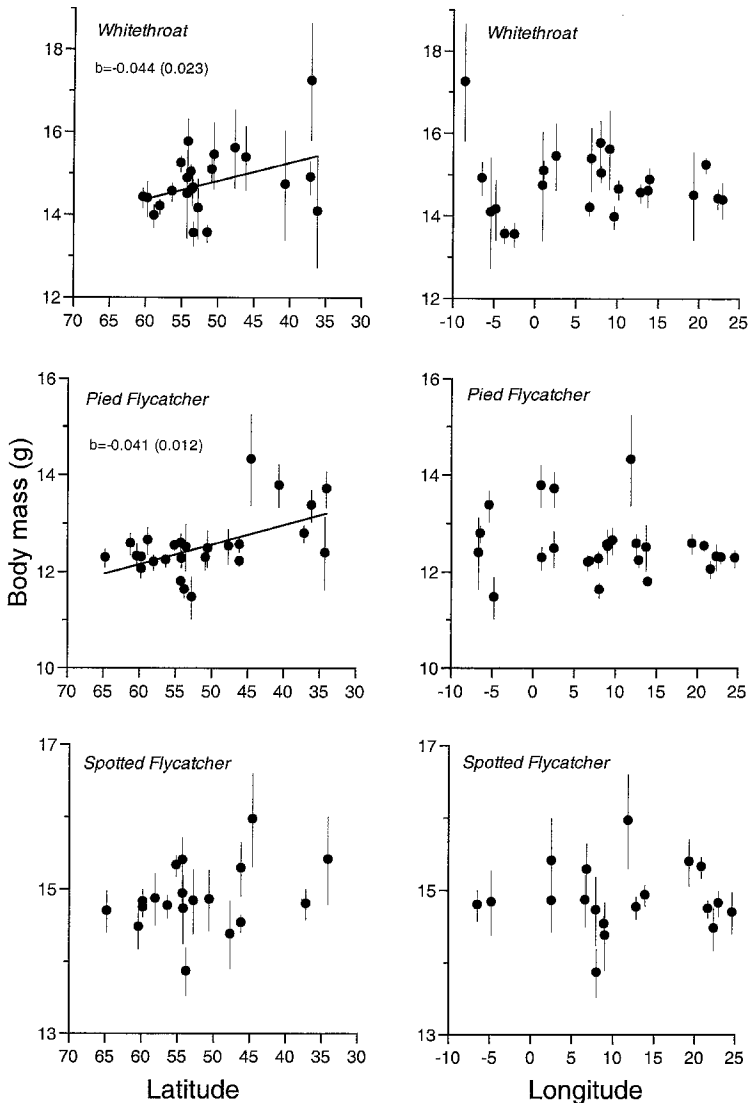 Whitethroat
b=-0.044 (0.023)
18
16
14
12
70 65 60 55 50 45 40 35 30
Whitethroat
18
16
14
12
-10 -5 0 5 10 15 20 25
Body mass (g)
Pied Flycatcher
b=-0.041 (0.012)
16
14
12
10
70 65 60 55 50 45 40 35 30
Pied Flycatcher
16
14
12
10
-10 -5 0 5 10 15 20 25
Spotted Flycatcher
17
15
13
70 65 60 55 50 45 40 35 30
Latitude
Spotted Flycatcher
17
15
13
-10 -5 0 5 10 15 20 25
Longitude